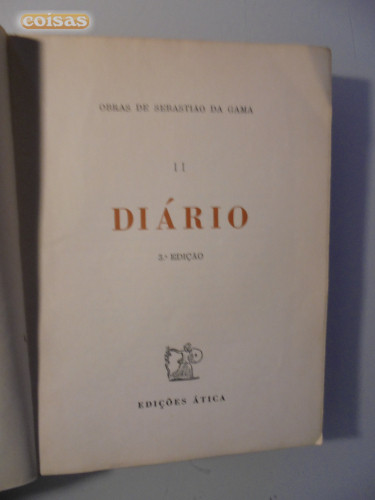 coisas
OBRAS DE SEBASTIÃO DA GAMA
II
DIÁRIO
3.ª EDIÇÃO
EDIÇÕES ÁTICA